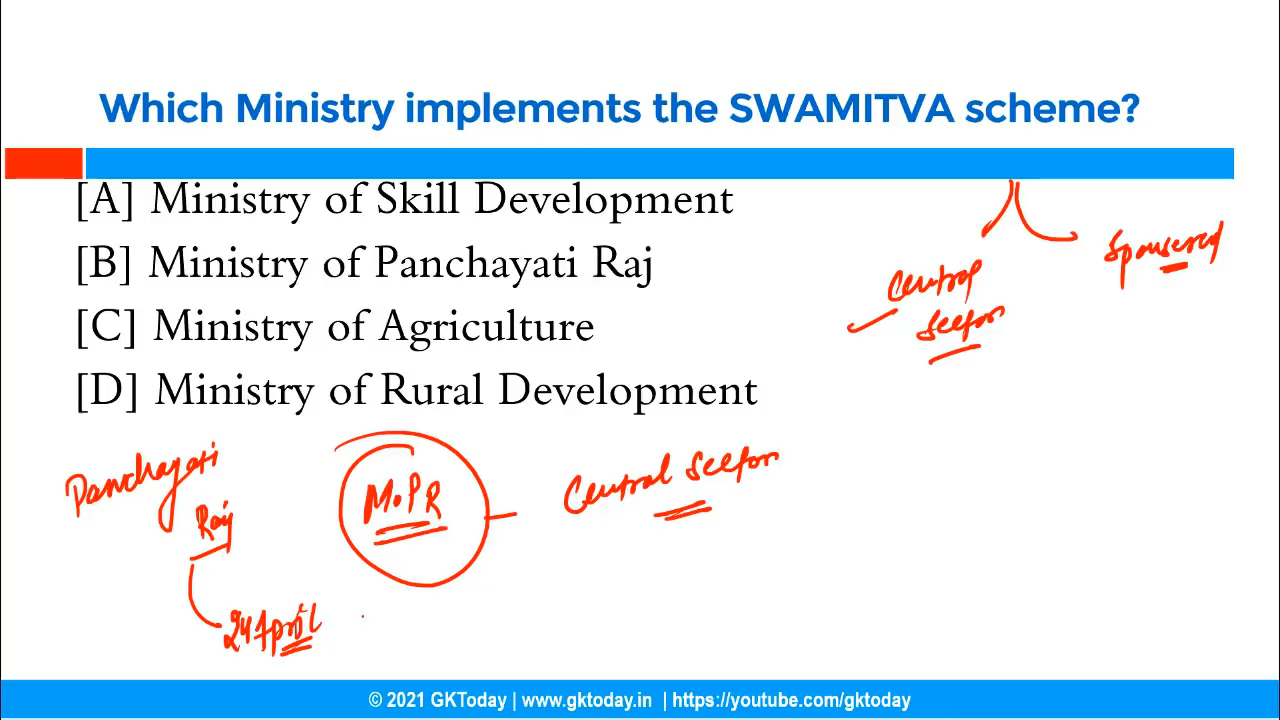 Which Ministry implements the SWAMITVA scheme?
[A] Ministry of Skill Development
[B] Ministry of Panchayati Raj
[C] Ministry of Agriculture
[D] Ministry of Rural Development
Central
Sector
Sponsered
Panchayati
Raj
24 April
M.PR
Central Sector
© 2021 GKToday | www.gktoday.in | https://youtube.com/gktoday